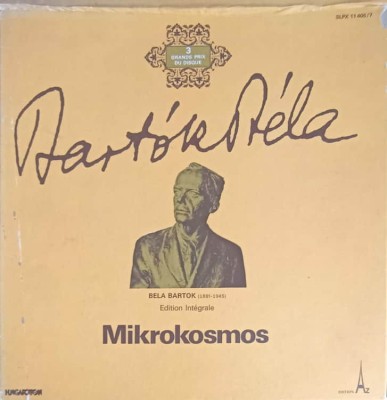 SLPX 11 405/7
3
GRANDS PRIX
DU DISQUE
Bartók Béla
BELA BARTOK (1881-1945)
Edition Intégrale
Mikrokosmos
HUNGAROTON
Az